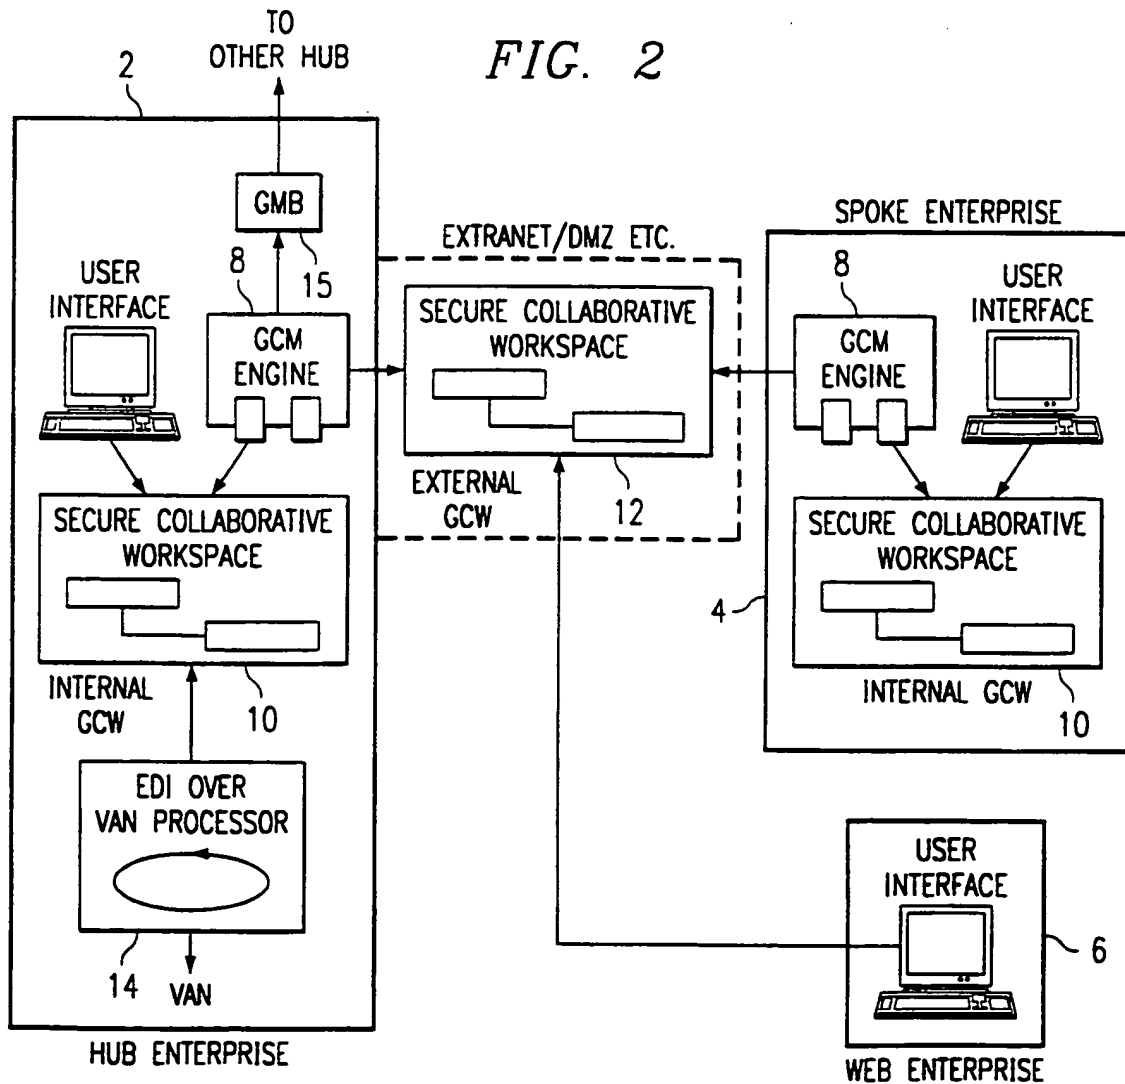 TO
OTHER HUB
FIG. 2
2
GMB
15
8
USER
INTERFACE
GCM
ENGINE
EXTRANET/DMZ ETC.
SECURE COLLABORATIVE
WORKSPACE
12
EXTERNAL
GCW
SECURE COLLABORATIVE
WORKSPACE
INTERNAL
GCW
10
EDI OVER
VAN PROCESSOR
14
VAN
HUB ENTERPRISE
SPOKE ENTERPRISE
8
GCM
ENGINE
USER
INTERFACE
SECURE COLLABORATIVE
WORKSPACE
4
INTERNAL GCW
10
USER
INTERFACE
6
WEB ENTERPRISE